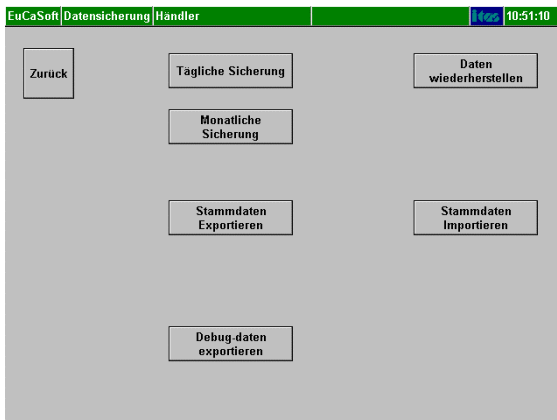 EuCaSoft Datensicherung Händler itas 10:51:10
Zurück
Tägliche Sicherung
Daten
wiederherstellen
Monatliche
Sicherung
Stammdaten
Exportieren
Stammdaten
Importieren
Debug-daten
exportieren